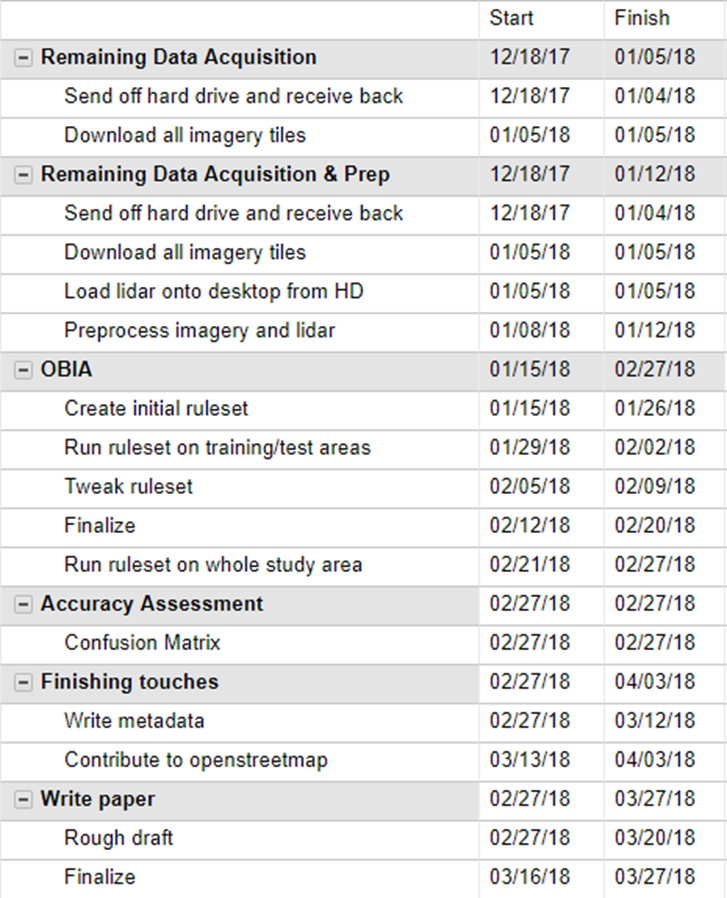 Start Finish
Remaining Data Acquisition 12/18/17 01/05/18
Send off hard drive and receive back 12/18/17 01/04/18
Download all imagery tiles 01/05/18 01/05/18
Remaining Data Acquisition & Prep 12/18/17 01/12/18
Send off hard drive and receive back 12/18/17 01/04/18
Download all imagery tiles 01/05/18 01/05/18
Load lidar onto desktop from HD 01/05/18 01/05/18
Preprocess imagery and lidar 01/08/18 01/12/18
OBIA 01/15/18 02/27/18
Create initial ruleset 01/15/18 01/26/18
Run ruleset on training/test areas 01/29/18 02/02/18
Tweak ruleset 02/05/18 02/09/18
Finalize 02/12/18 02/20/18
Run ruleset on whole study area 02/21/18 02/27/18
Accuracy Assessment 02/27/18 02/27/18
Confusion Matrix 02/27/18 02/27/18
Finishing touches 02/27/18 04/03/18
Write metadata 02/27/18 03/12/18
Contribute to openstreetmap 03/13/18 04/03/18
Write paper 02/27/18 03/27/18
Rough draft 02/27/18 03/20/18
Finalize 03/16/18 03/27/18